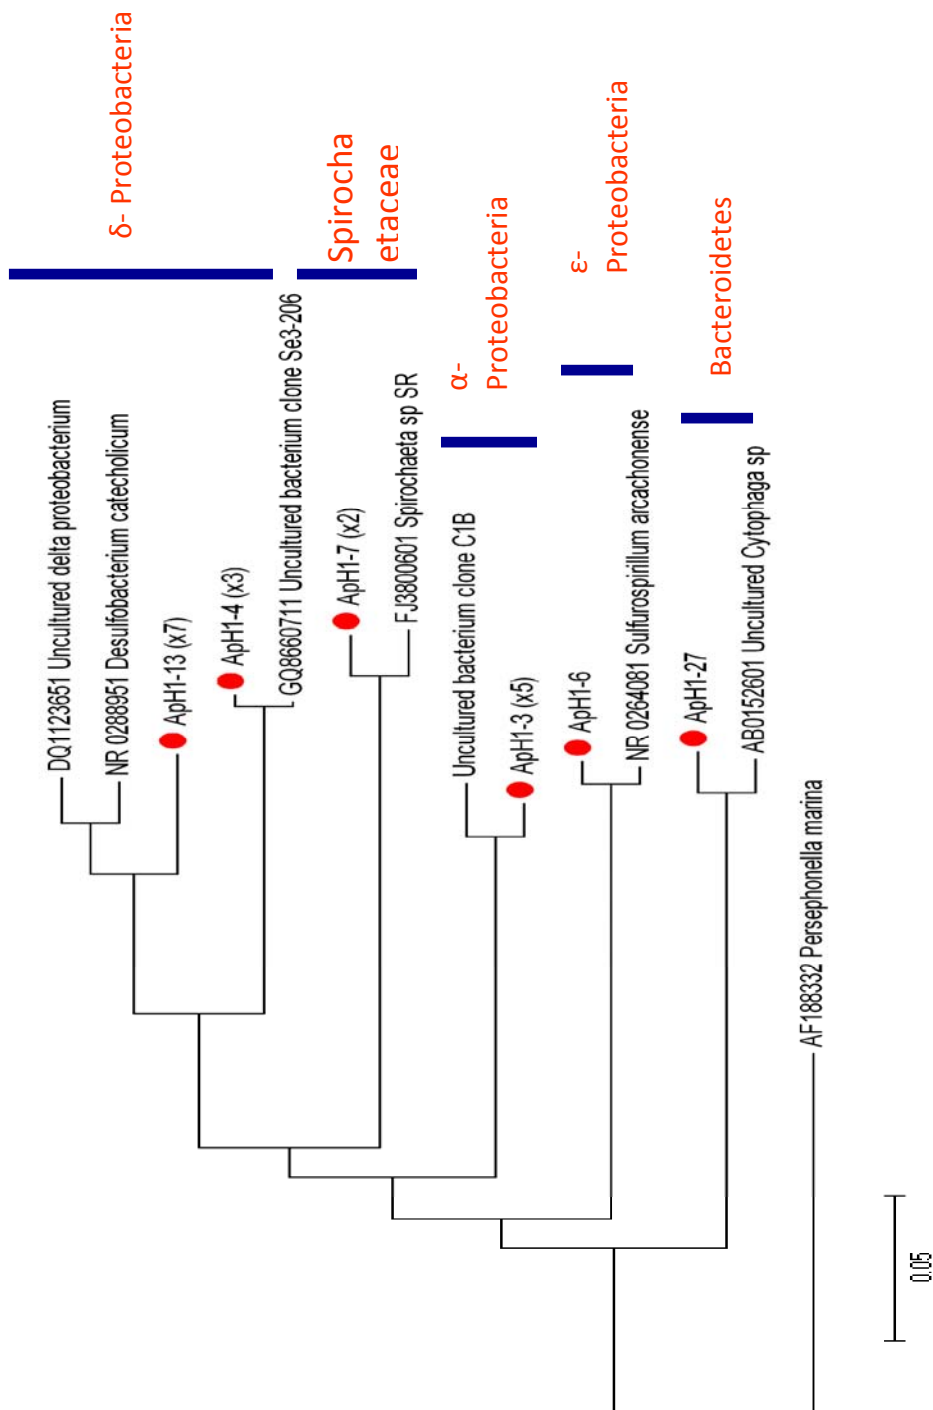 δ- Proteobacteria
Spirocha
etaceae
α-
Proteobacteria
ε-
Proteobacteria
Bacteroidetes
DQ1123651 Uncultured delta proteobacterium
NR 0288951 Desulfobacterium catecholicum
ApH1-13 (x7)
ApH1-4 (x3)
GQ8660711 Uncultured bacterium clone Se3-206
ApH1-7 (x2)
FJ3800601 Spirochaeta sp SR
Uncultured bacterium clone C1B
ApH1-3 (x5)
ApH1-6
NR 0264081 Sulfurospirillum arcachonense
ApH1-27
AB0152601 Uncultured Cytophaga sp
AF188332 Persephonella marina
0.05